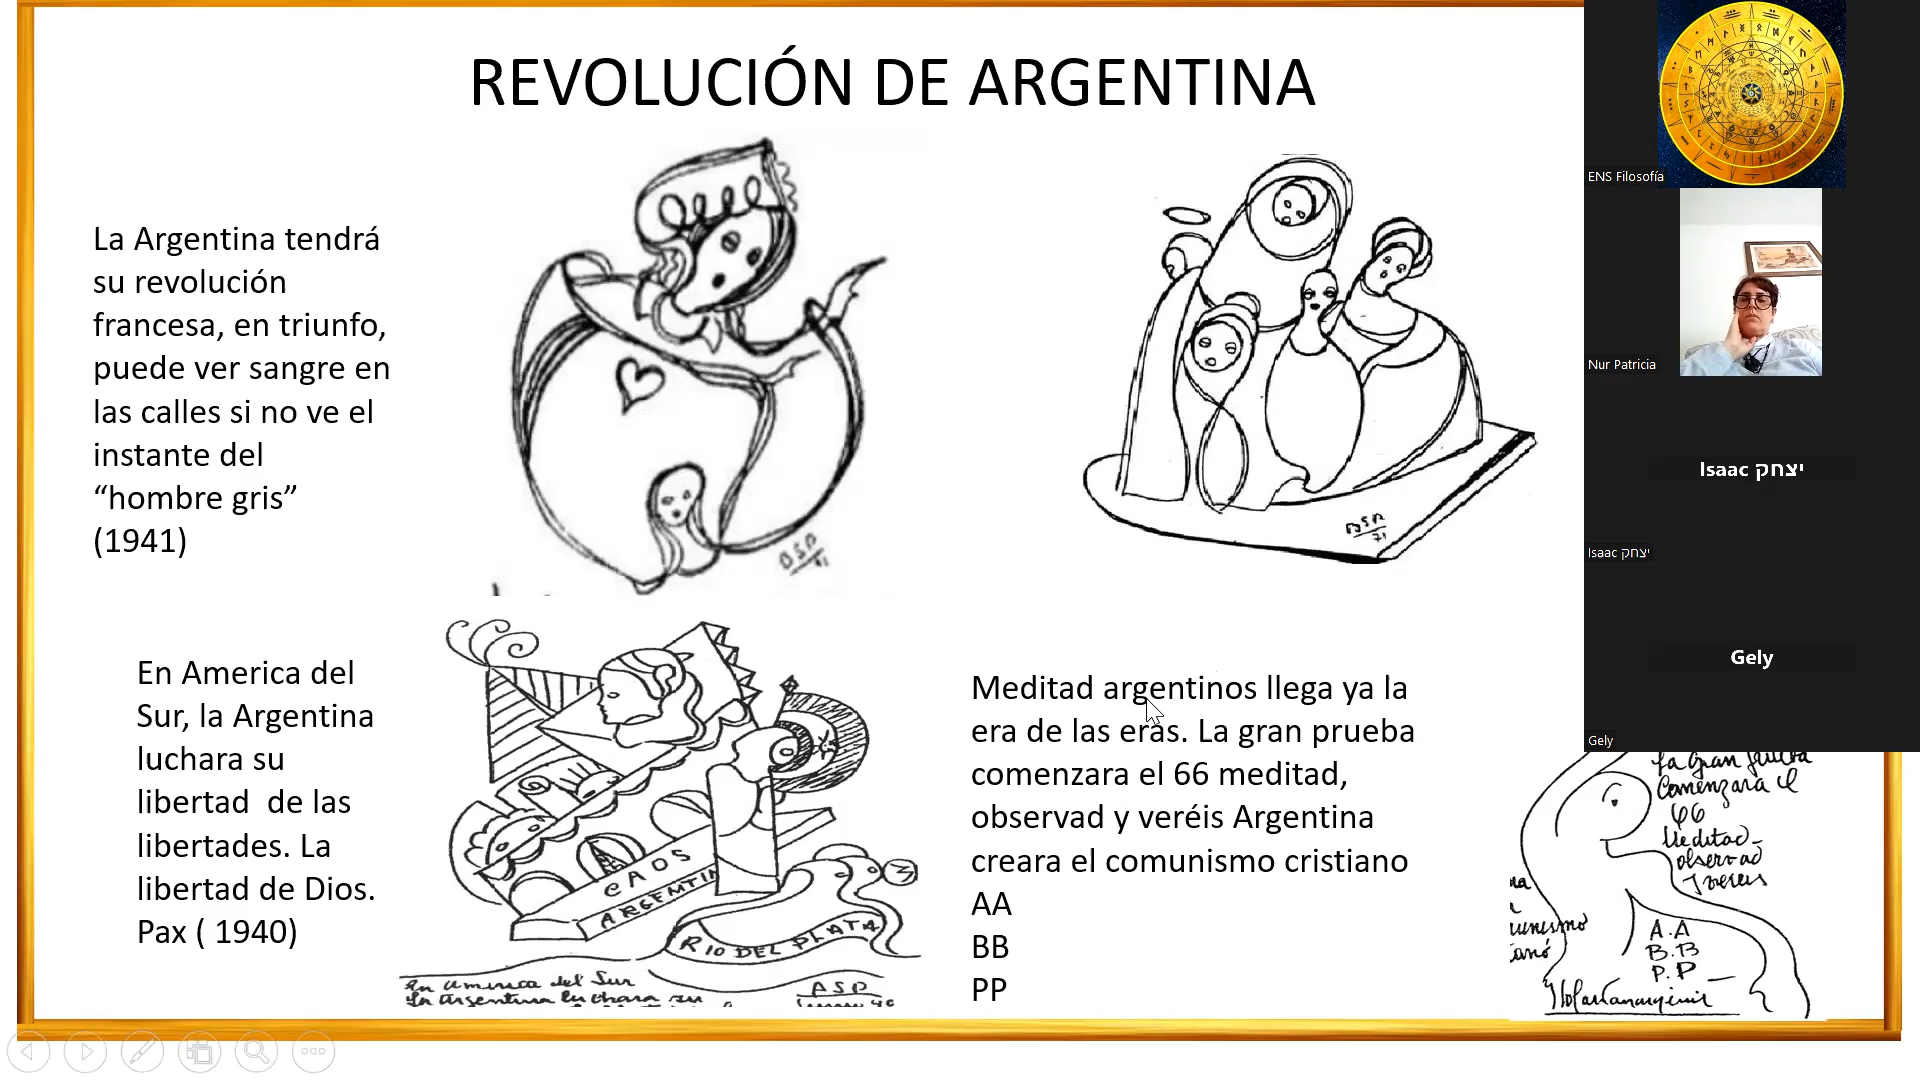 REVOLUCIÓN DE ARGENTINA
La Argentina tendrá
su revolución
francesa, en triunfo,
puede ver sangre en
las calles si no ve el
instante del
“hombre gris”
(1941)
BSP
71
En America del
Sur, la Argentina
luchara su
libertad  de las
libertades. La
libertad de Dios.
Pax ( 1940)
CAOS
ARGENTIN
RIO DEL PLATA
En America del Sur
la Argentina luchara su
Meditad argentinos llega ya la
era de las eras. La gran prueba
comenzara el 66 meditad,
observad y veréis Argentina
creara el comunismo cristiano
AA
BB
PP
la Gran prueba
Comenzara el
66
Meditad-
observad
y vereis
A.A
B.B
P.P
ENS Filosofía
Nur Patricia
Isaac יצחק
Isaac יצחק
Gely
Gely